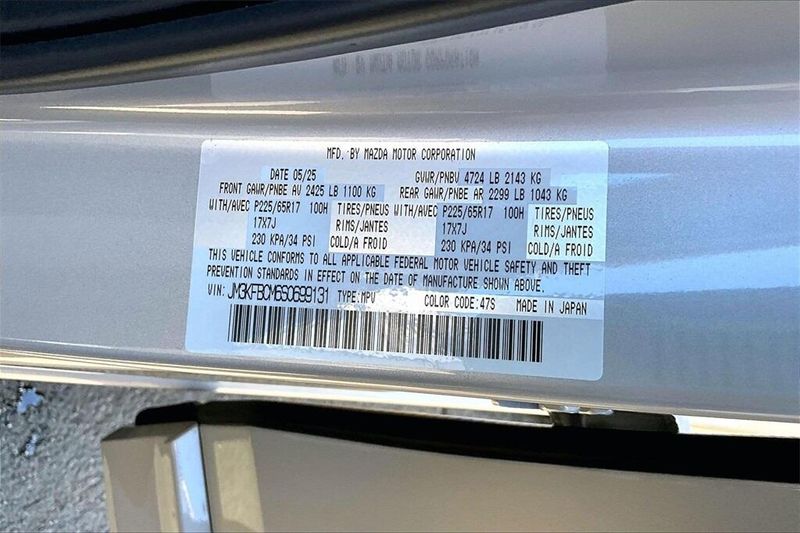 MFD. BY MAZDA MOTOR CORPORATION
DATE 05/25 GVWR/PNBV 4724 LB 2143 KG
FRONT GAWR/PNBE AV 2425 LB 1100 KG REAR GAWR/PNBE AR 2299 LB 1043 KG
WITH/AVEC P225/65R17 100H TIRES/PNEUS WITH/AVEC P225/65R17 100H TIRES/PNEUS
17X7J RIMS/JANTES 17X7J RIMS/JANTES
230 KPA/34 PSI COLD/A FROID 230 KPA/34 PSI COLD/A FROID
THIS VEHICLE CONFORMS TO ALL APPLICABLE FEDERAL MOTOR VEHICLE SAFETY AND THEFT
PREVENTION STANDARDS IN EFFECT ON THE DATE OF MANUFACTURE SHOWN ABOVE.
VIN: JM3KFBCM6S0699131 TYPE:MPV COLOR CODE:47S MADE IN JAPAN